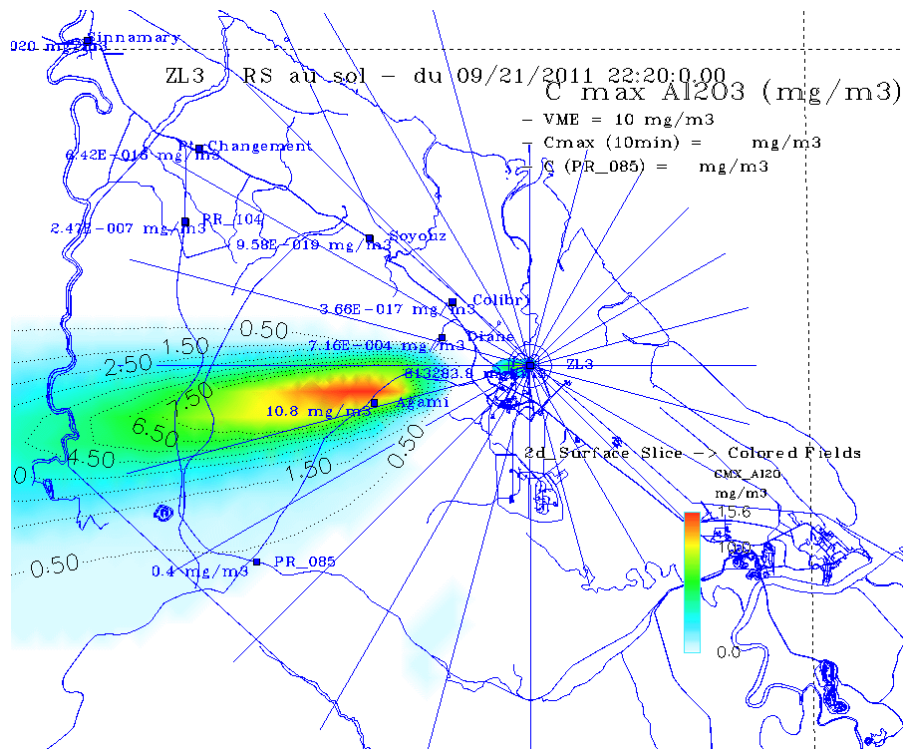 Sinnamary
020 mg/m3
ZL3 RS au sol - du 09/21/2011 22:20:0.00
C max Al2O3 (mg/m3)
- VME = 10 mg/m3
- Cmax (10min) = mg/m3
- C (PR_085) = mg/m3
Changement
6.42E-016 mg/m3
PR_104
2.47E-007 mg/m3
Soyouz
9.58E-019 mg/m3
Colibri
3.66E-017 mg/m3
Diane
7.16E-004 mg/m3
ZL3
613283.8
0.50
1.50
2.50
.50
Agami
10.8 mg/m3
6.50
4.50
1.50
0.50
2d_Surface Slice -> Colored Fields
CMX_Al2O
mg/m3
15.6
0.0
0.50
PR_085
0.4 mg/m3